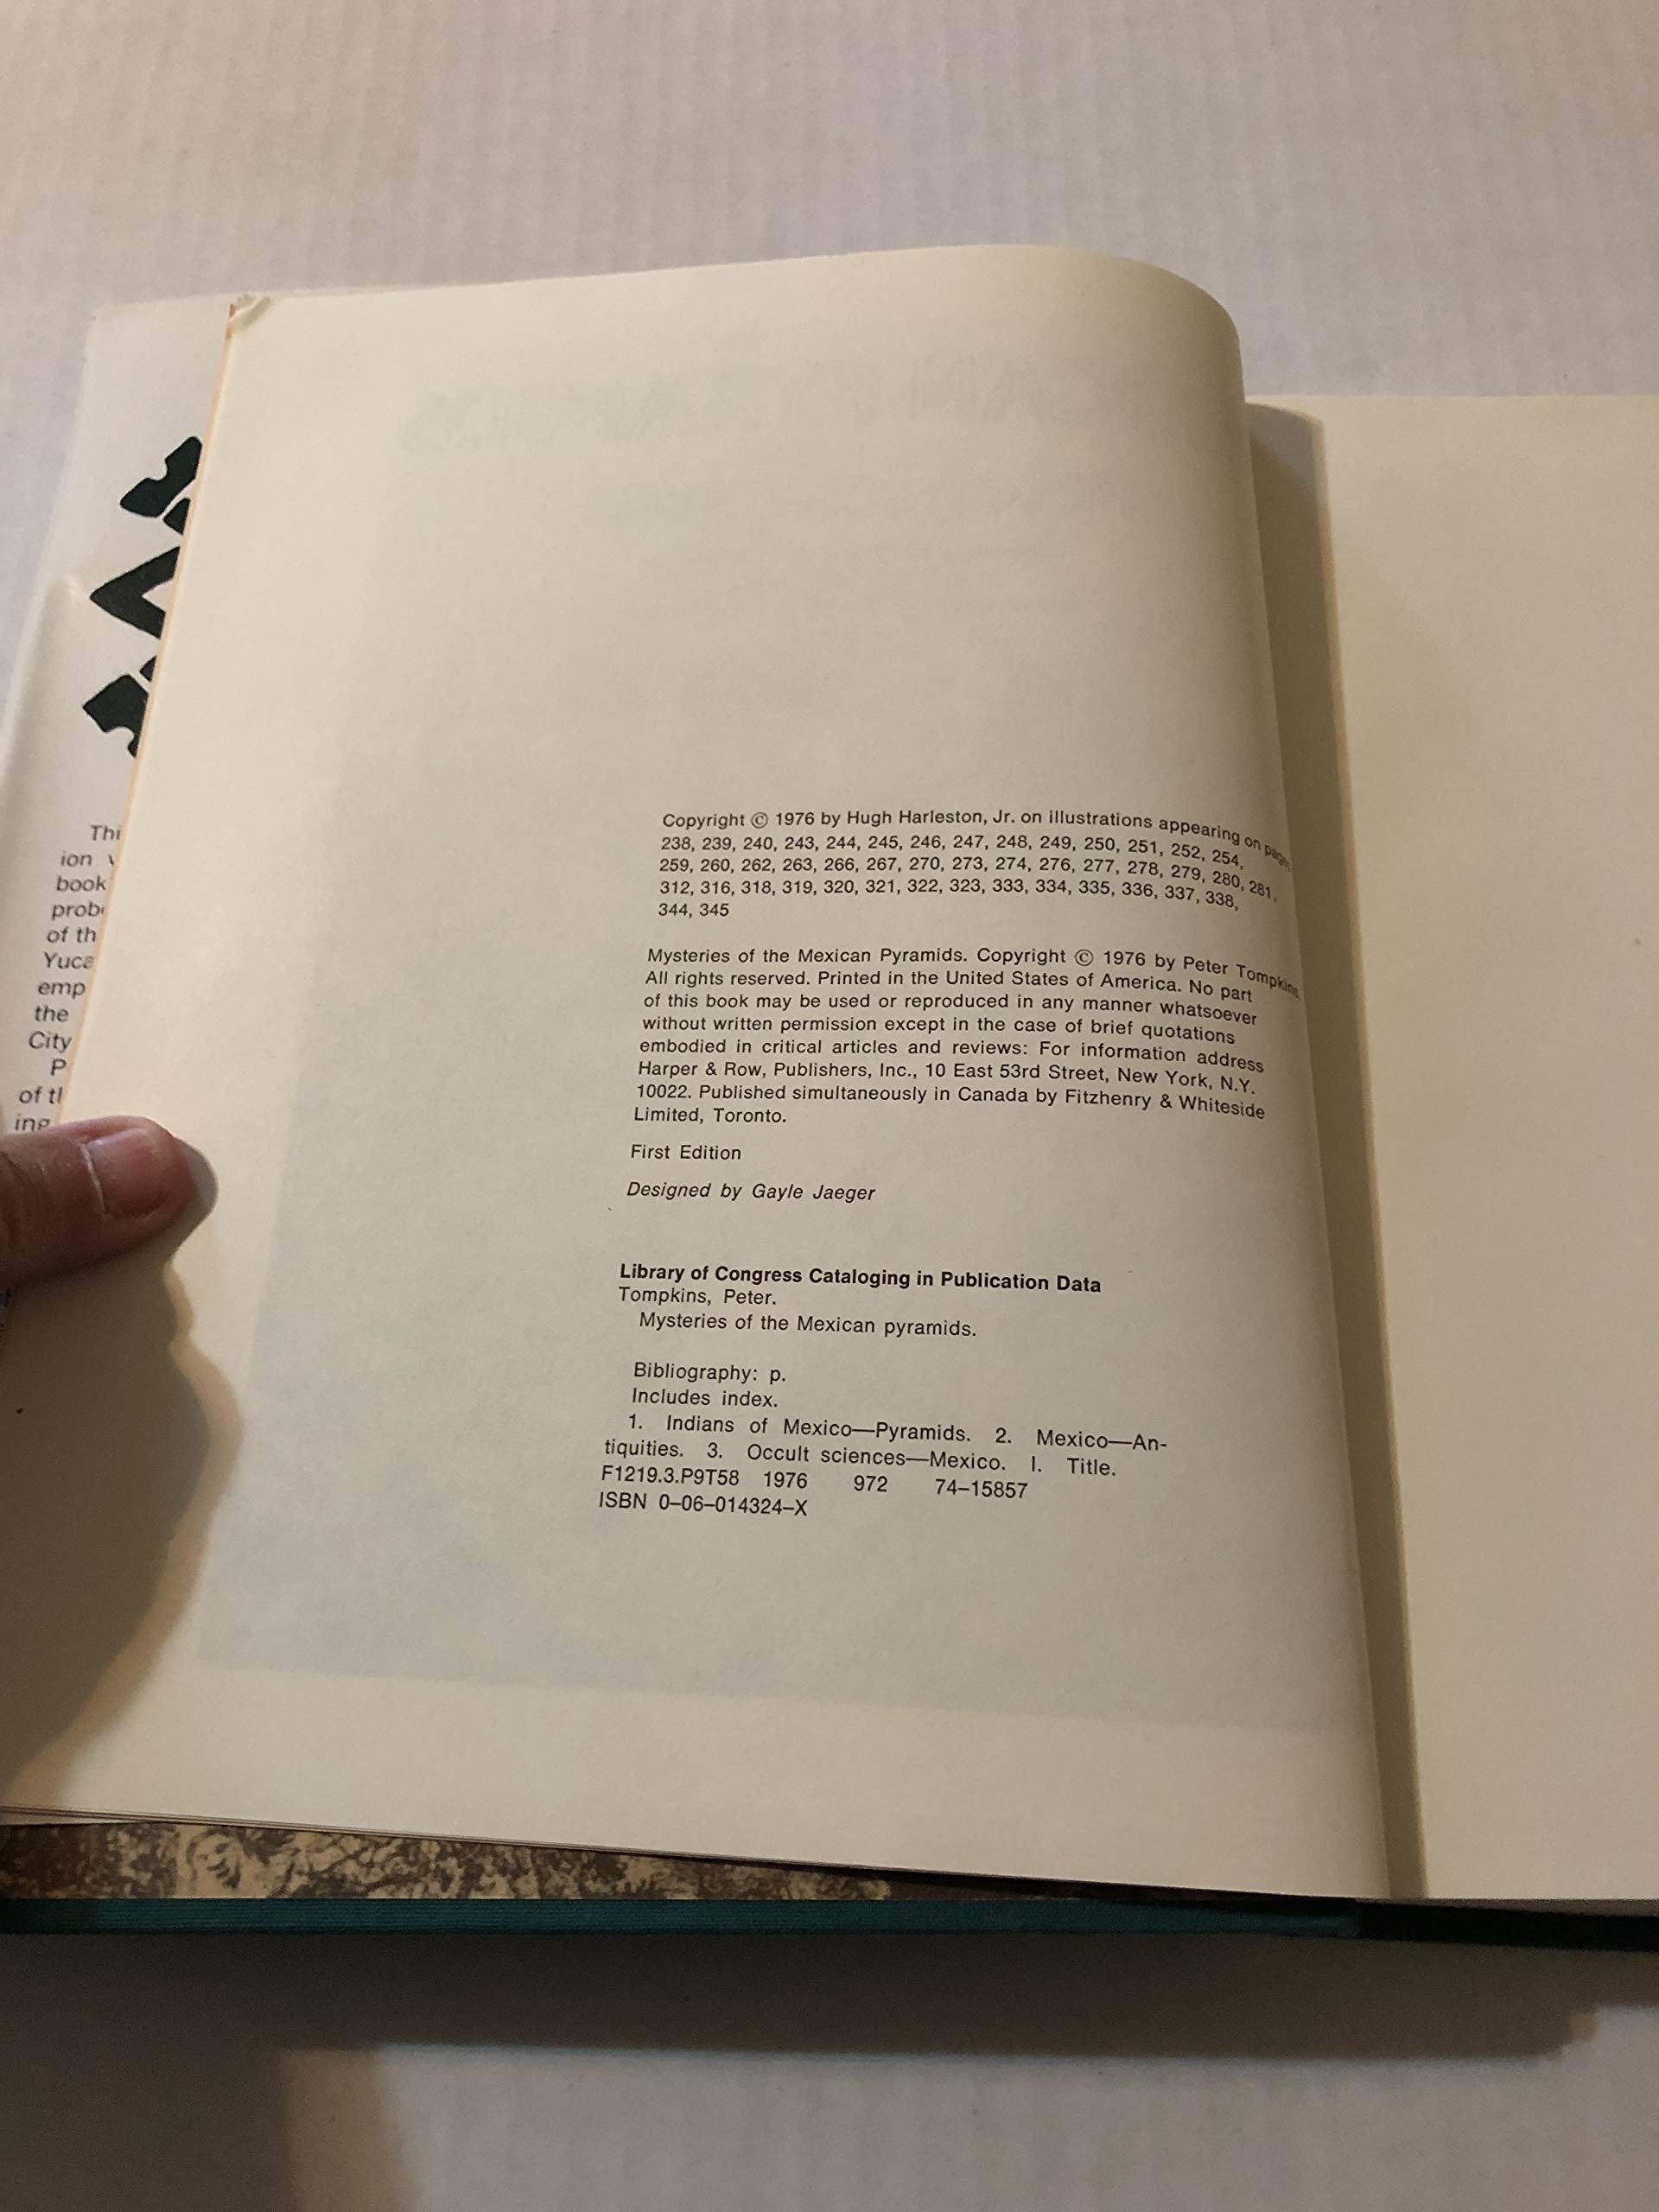 Thi
ion
book
prob
of th
Yuca
emp
the
City
P
of th
ing
Copyright © 1976 by Hugh Harleston, Jr. on illustrations appearing on pages
238, 239, 240, 243, 244, 245, 246, 247, 248, 249, 250, 251, 252, 254,
259, 260, 262, 263, 266, 267, 270, 273, 274, 276, 277, 278, 279, 280, 281,
312, 316, 318, 319, 320, 321, 322, 323, 333, 334, 335, 336, 337, 338,
344, 345
Mysteries of the Mexican Pyramids. Copyright © 1976 by Peter Tompkins
All rights reserved. Printed in the United States of America. No part
of this book may be used or reproduced in any manner whatsoever
without written permission except in the case of brief quotations
embodied in critical articles and reviews: For information address
Harper & Row, Publishers, Inc., 10 East 53rd Street, New York, N.Y.
10022. Published simultaneously in Canada by Fitzhenry & Whiteside
Limited, Toronto.
First Edition
Designed by Gayle Jaeger
Library of Congress Cataloging in Publication Data
Tompkins, Peter.
Mysteries of the Mexican pyramids.
Bibliography: p.
Includes index.
1. Indians of Mexico—Pyramids. 2. Mexico—An-
tiquities. 3. Occult sciences—Mexico. I. Title.
F1219.3.P9T58 1976 972 74–15857
ISBN 0–06–014324–X